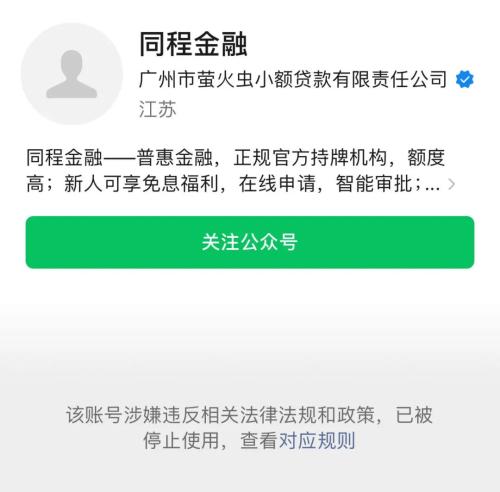 同程金融
广州市萤火虫小额贷款有限责任公司
江苏
同程金融——普惠金融，正规官方持牌机构，额度
高；新人可享免息福利，在线申请，智能审批；...
关注公众号
该账号涉嫌违反相关法律法规和政策，已被
停止使用，查看对应规则